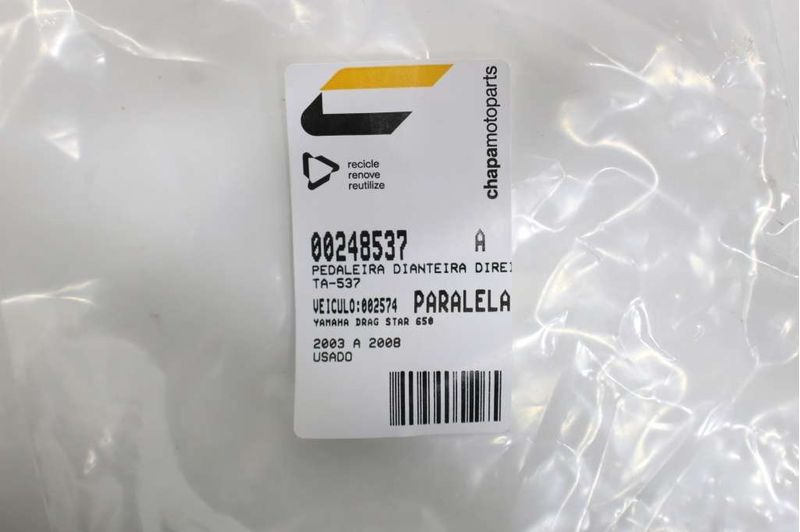 chapamotoparts
recicle
renove
reutilize
00248537 A
PEDALEIRA DIANTEIRA DIREI
TA-537
VEICULO:002574 PARALELA
YAMAHA DRAG STAR 650
2003 A 2008
USADO